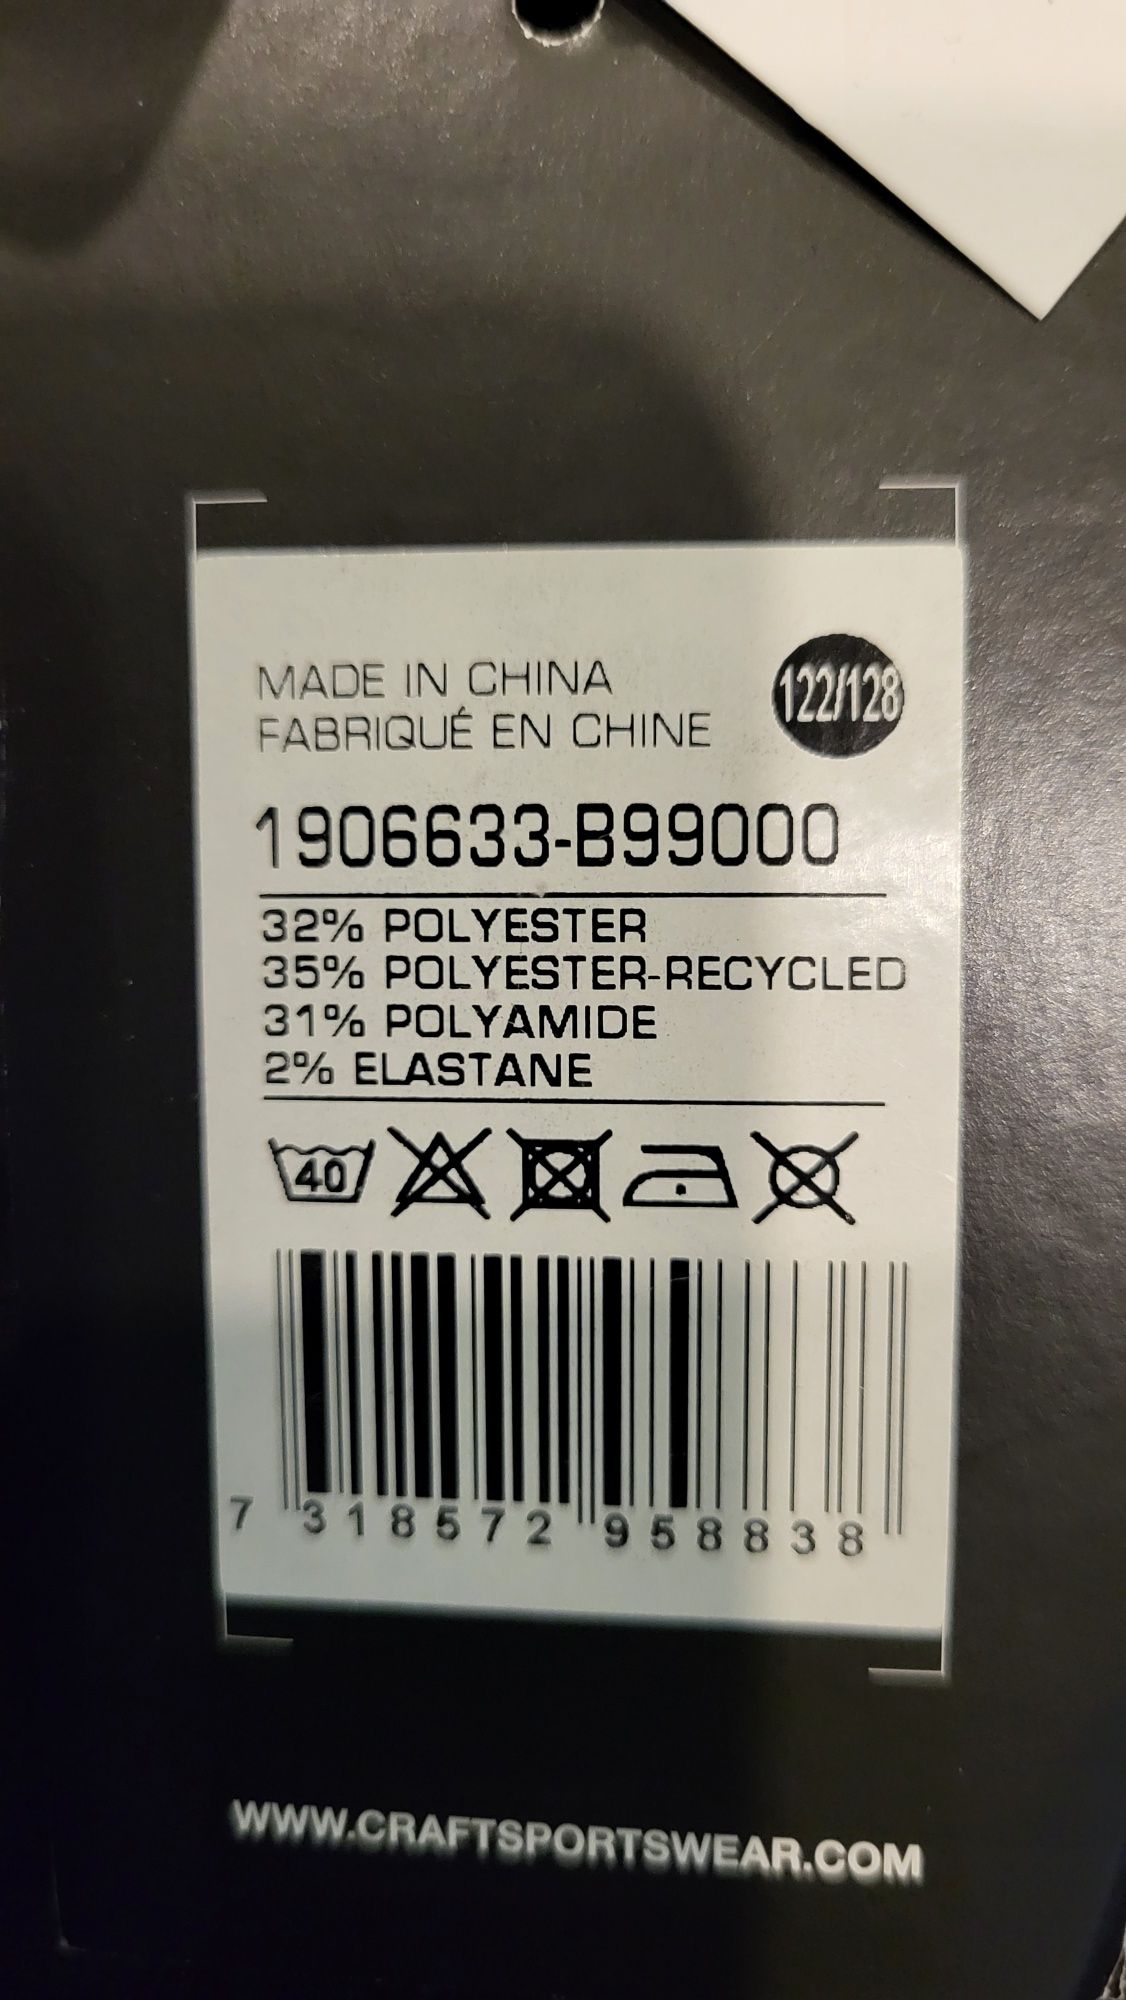 MADE IN CHINA
FABRIQUÉ EN CHINE
122/128
1906633-B99000
32% POLYESTER
35% POLYESTER-RECYCLED
31% POLYAMIDE
2% ELASTANE
40
7 318572 958838
WWW.CRAFTSPORTSWEAR.COM